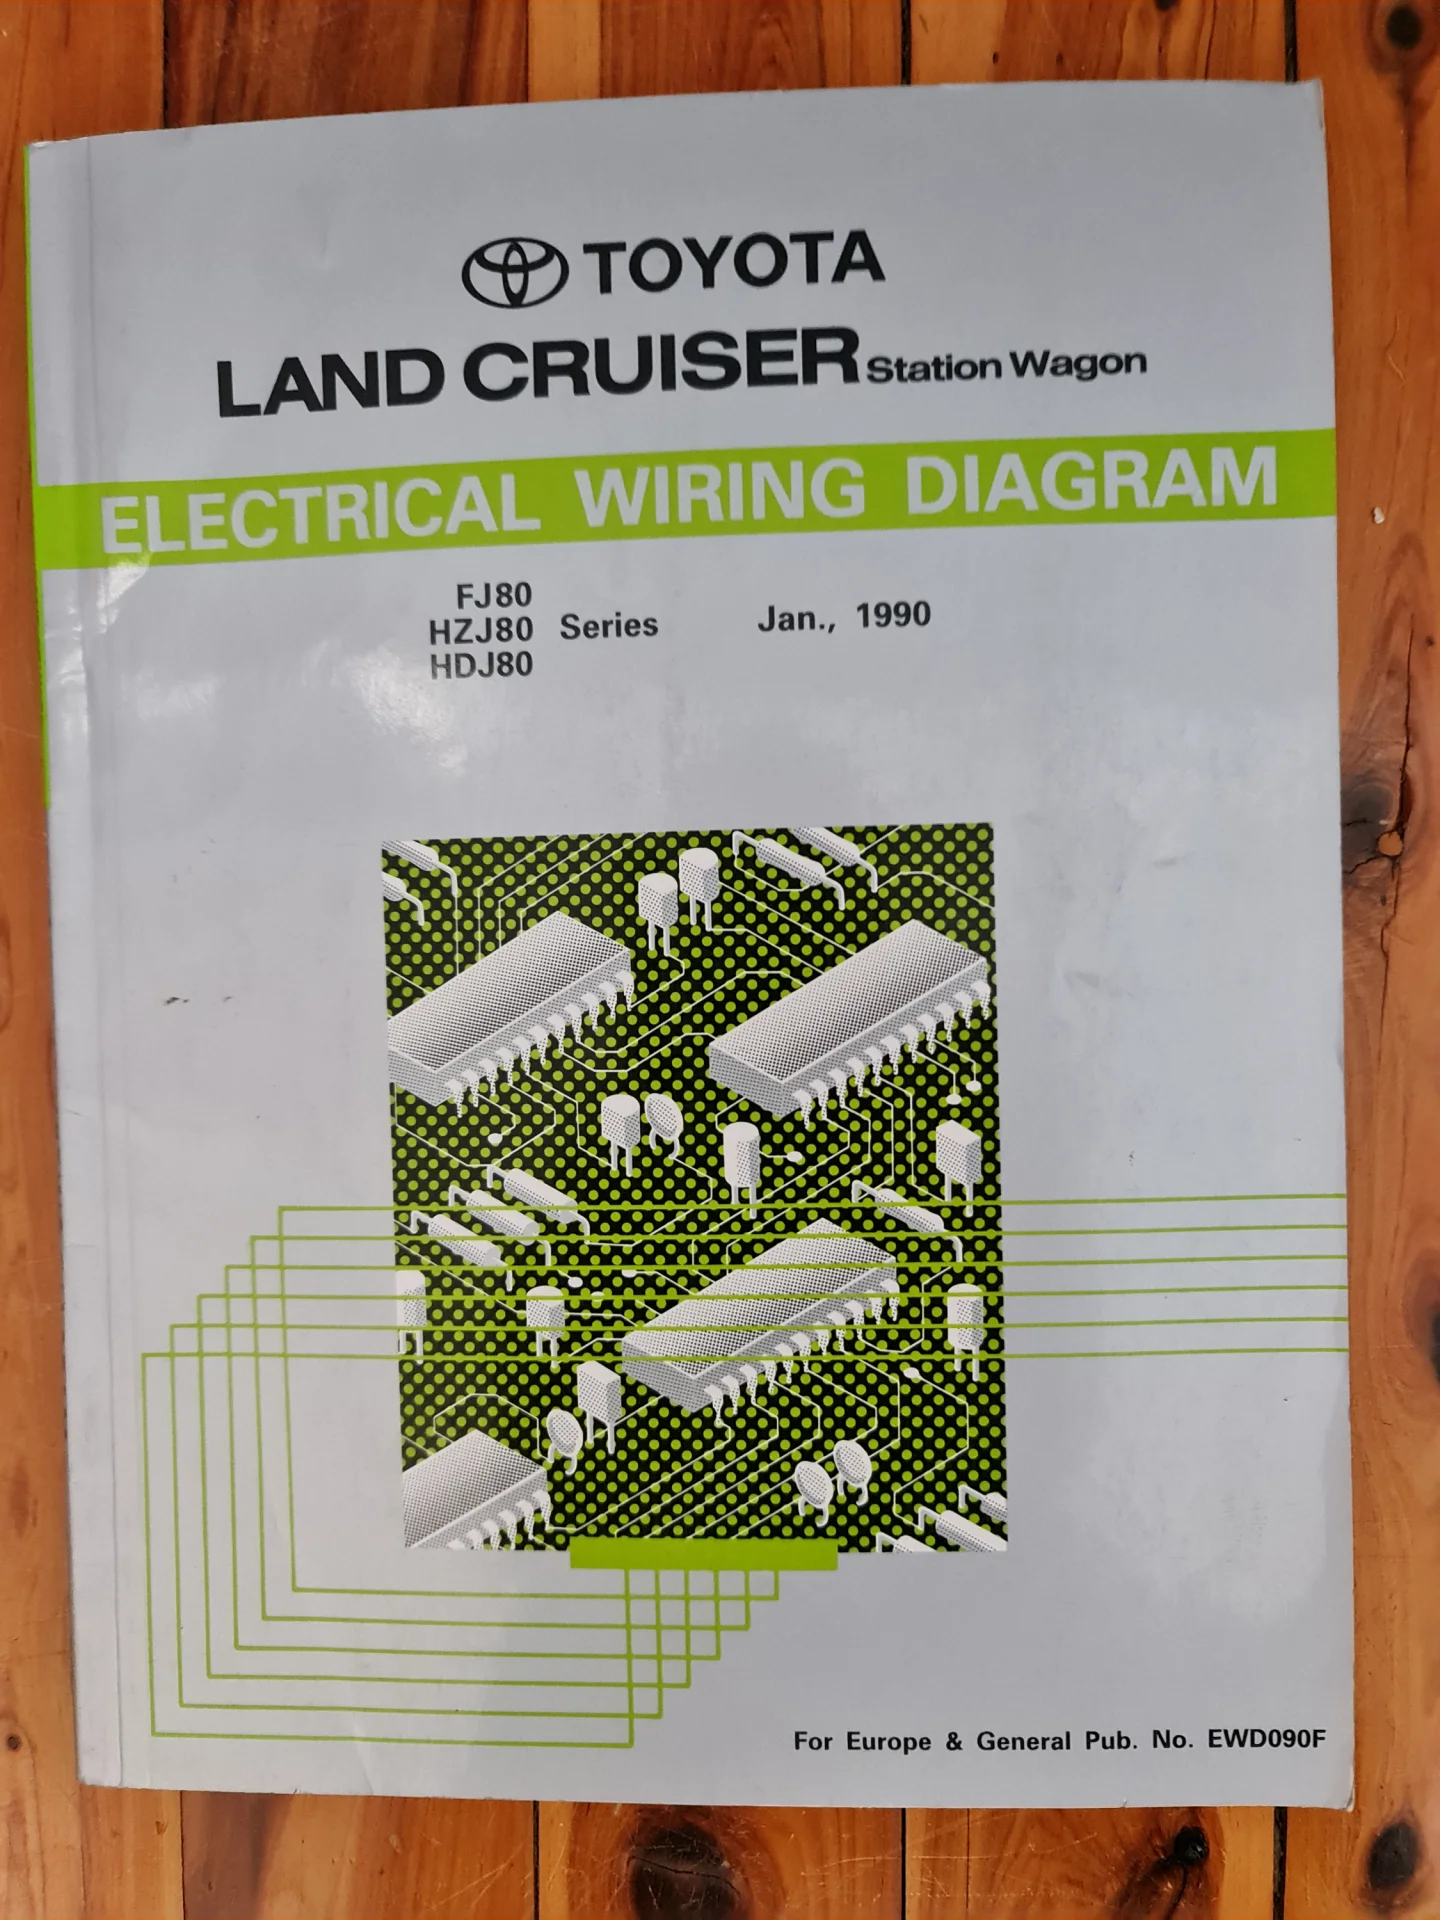 TOYOTA
LAND CRUISER Station Wagon
ELECTRICAL WIRING DIAGRAM
FJ80
HZJ80 Series Jan., 1990
HDJ80
For Europe & General Pub. No. EWD090F